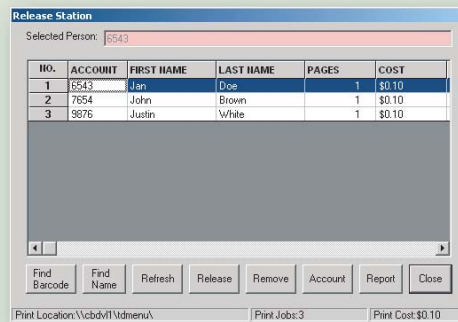 Release Station
Selected Person: 6543
NO. ACCOUNT FIRST NAME LAST NAME PAGES COST
1 6543 Jan Doe 1 $0.10
2 7654 John Brown 1 $0.10
3 9876 Justin White 1 $0.10
Find Barcode Find Name Refresh Release Remove Account Report Close
Print Location:\\cbdvl1\tdmenu\ Print Jobs:3 Print Cost:$0.10